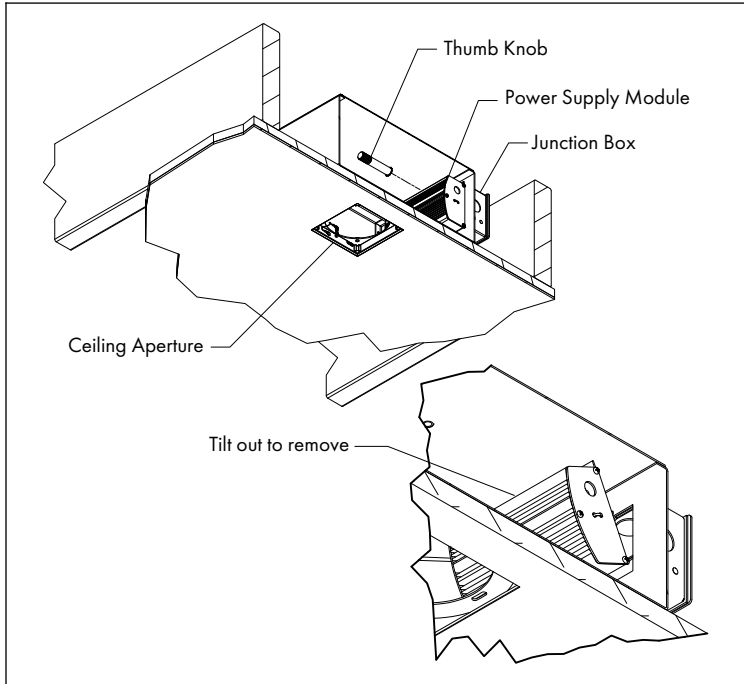 Thumb Knob
Power Supply Module
Junction Box
Ceiling Aperture
Tilt out to remove